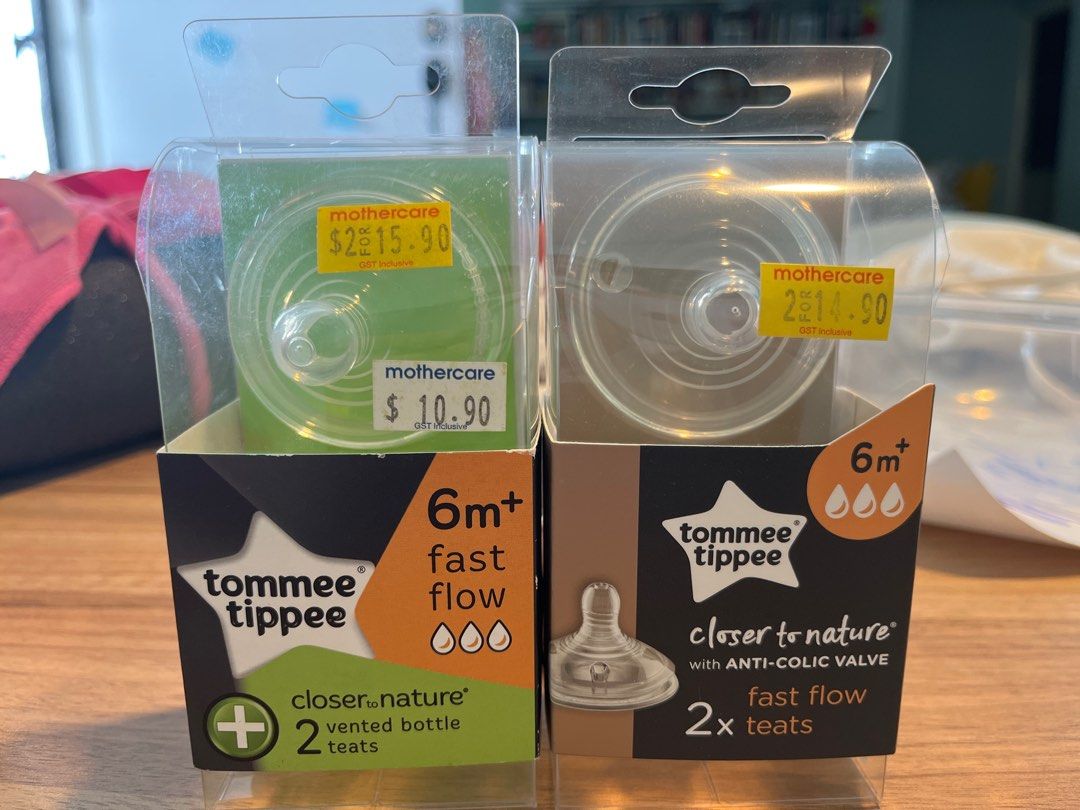 mothercare
$2 FOR 15.90
GST Inclusive
mothercare
$ 10.90
GST Inclusive
6m+
fast
flow
tommee®
tippee
closer to nature®
2 vented bottle
teats
mothercare
2 FOR 14.90
GST Inclusive
6m+
tommee®
tippee
closer to nature®
with ANTI-COLIC VALVE
fast flow
2x teats